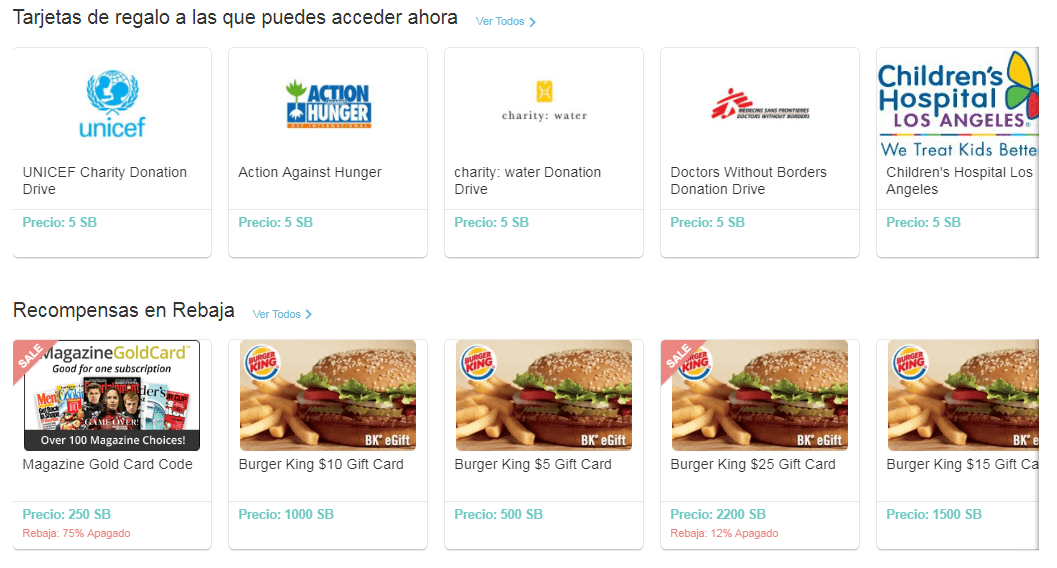 Tarjetas de regalo a las que puedes acceder ahora Ver Todos
unicef
ACTION
AGAINST
HUNGER
ACF INTERNATIONAL
charity: water
MEDECINS SANS FRONTIERES
DOCTORS WITHOUT BORDERS
Children's
Hospital
LOS ANGELES®
We Treat Kids Bette
UNICEF Charity Donation
Drive
Precio: 5 SB
Action Against Hunger
Precio: 5 SB
charity: water Donation
Drive
Precio: 5 SB
Doctors Without Borders
Donation Drive
Precio: 5 SB
Children's Hospital Los
Angeles
Precio: 5 SB
Recompensas en Rebaja Ver Todos
SALE
MagazineGoldCard™
Good for one subscription
GAME OVER!
Over 100 Magazine Choices!
Magazine Gold Card Code
Precio: 250 SB
Rebaja: 75% Apagado
BURGER
KING
BK® eGift
Burger King $10 Gift Card
Precio: 1000 SB
BURGER
KING
BK® eGift
Burger King $5 Gift Card
Precio: 500 SB
SALE
BURGER
KING
BK® eGift
Burger King $25 Gift Card
Precio: 2200 SB
Rebaja: 12% Apagado
BURGER
KING
BK® e
Burger King $15 Gift Ca
Precio: 1500 SB